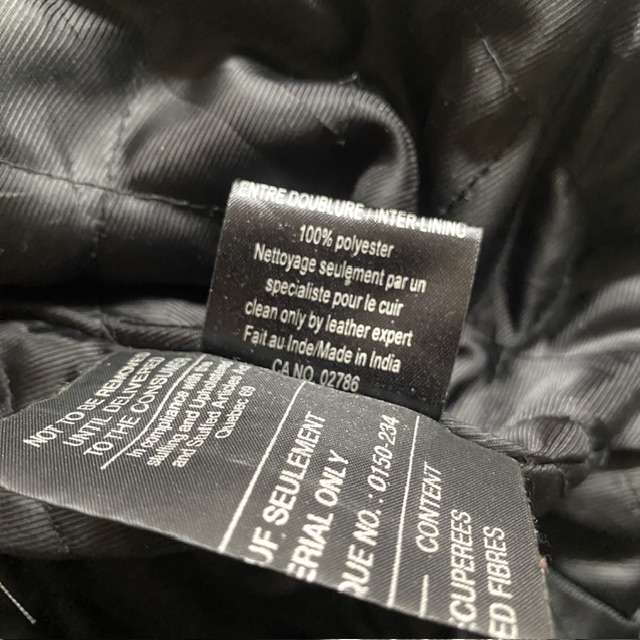 ENTRE DOUBLURE / INTER-LINING
100% polyester
Nettoyage seulement par un
specialiste pour le cuir
clean only by leather expert
Fait au Inde/Made in India
CA NO. 02786
NOT TO BE REMOVED
UNTIL DELIVERED
TO THE CONSUMER
In compliance with the
stuffing and Upholstered
and Stuffed Articles
Quebec 69
UF SEULEMENT
ERIAL ONLY
QUE NO.: 0150-234
CONTENT
ECUPEREES
ED FIBRES